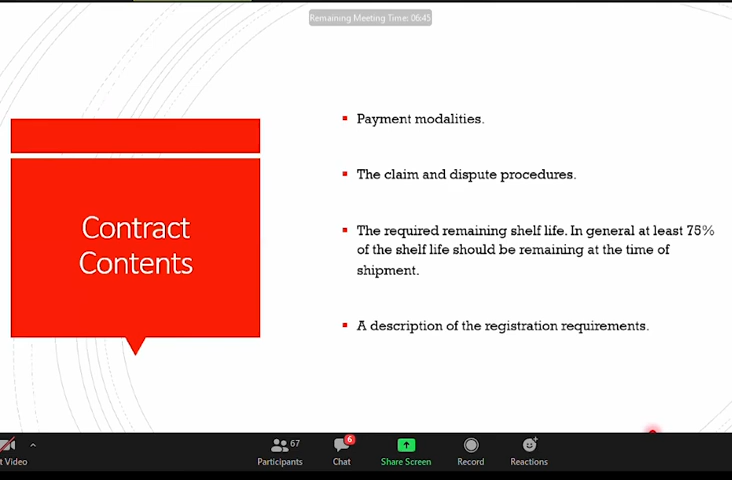 Remaining Meeting Time: 06:45
Contract
Contents
Payment modalities.
The claim and dispute procedures.
The required remaining shelf life. In general at least 75%
of the shelf life should be remaining at the time of
shipment.
A description of the registration requirements.
t Video
67
Participants
6
Chat
Share Screen
Record
Reactions